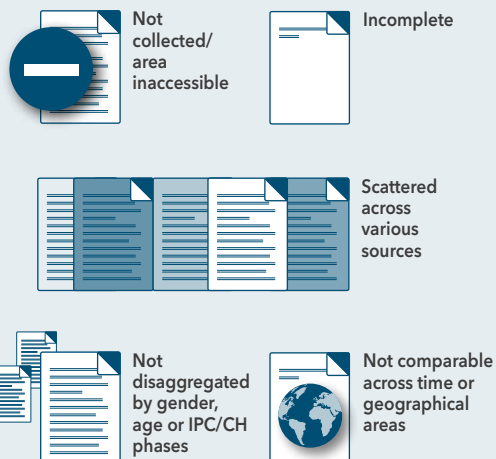 Not
collected/
area
inaccessible
Incomplete
Scattered
across
various
sources
Not
disaggregated
by gender,
age or IPC/CH
phases
Not comparable
across time or
geographical
areas